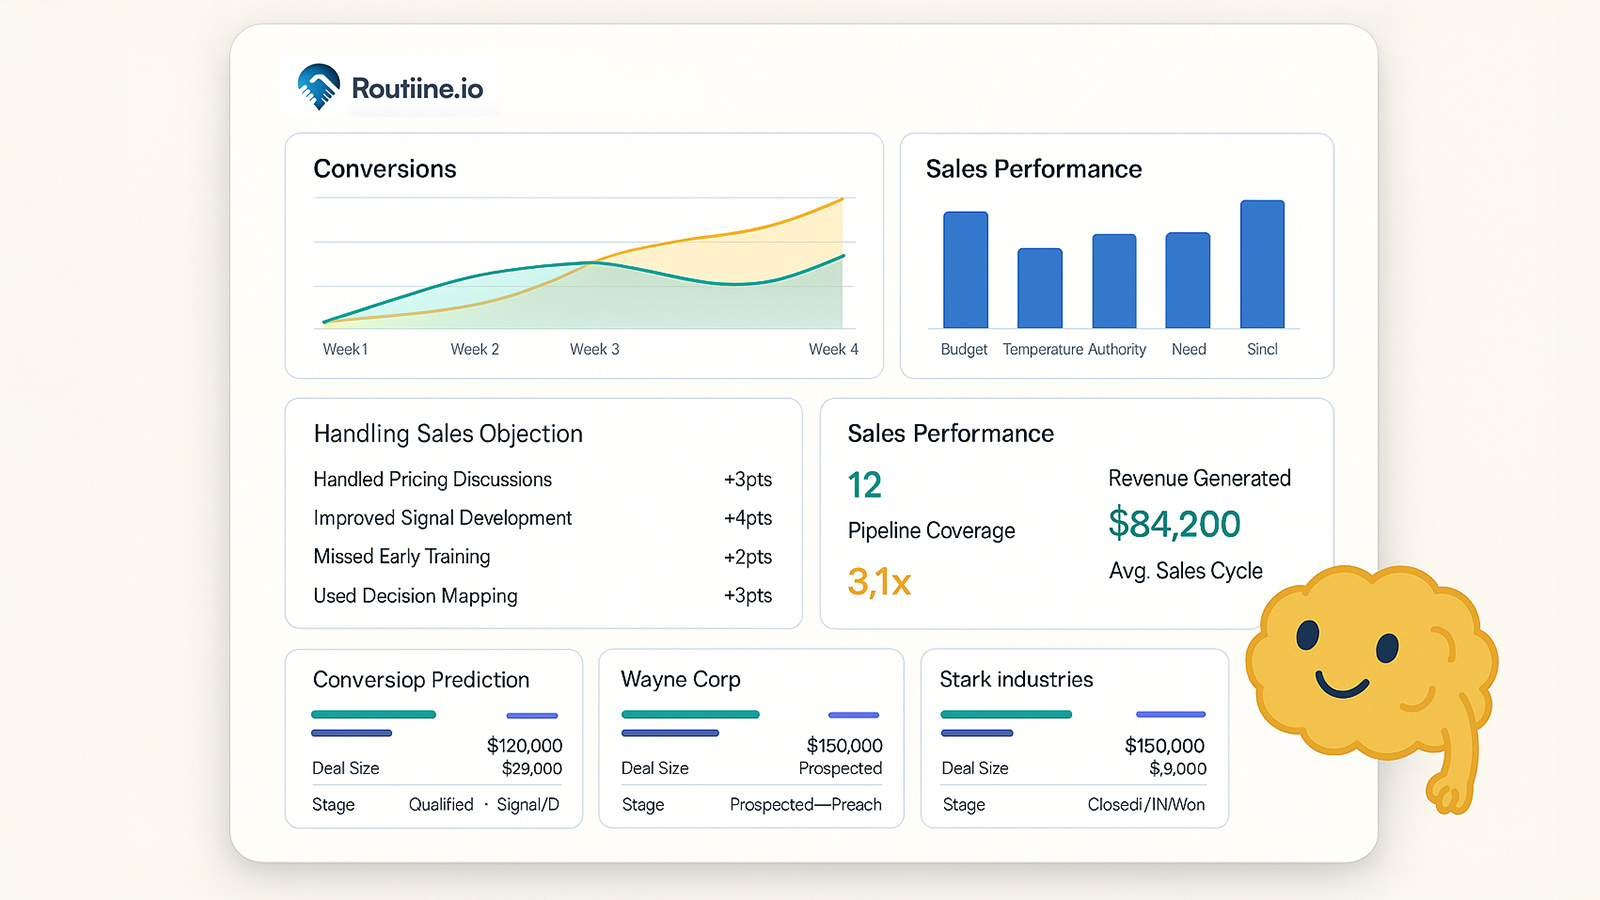 Routiine.io
Conversions
Week1 Week 2 Week 3 Week 4
Sales Performance
Budget Temperature Authority Need Sincl
Handling Sales Objection
Handled Pricing Discussions +3pts
Improved Signal Development +4pts
Missed Early Training +2pts
Used Decision Mapping +3pts
Sales Performance
12
Pipeline Coverage
3,1x
Revenue Generated
$84,200
Avg. Sales Cycle
Conversiop Prediction
$120,000
Deal Size $29,000
Stage Qualified · Signal/D
Wayne Corp
$150,000
Deal Size Prospected
Stage Prospected—Preach
Stark industries
$150,000
Deal Size $,9,000
Stage Closedi/IN/Won